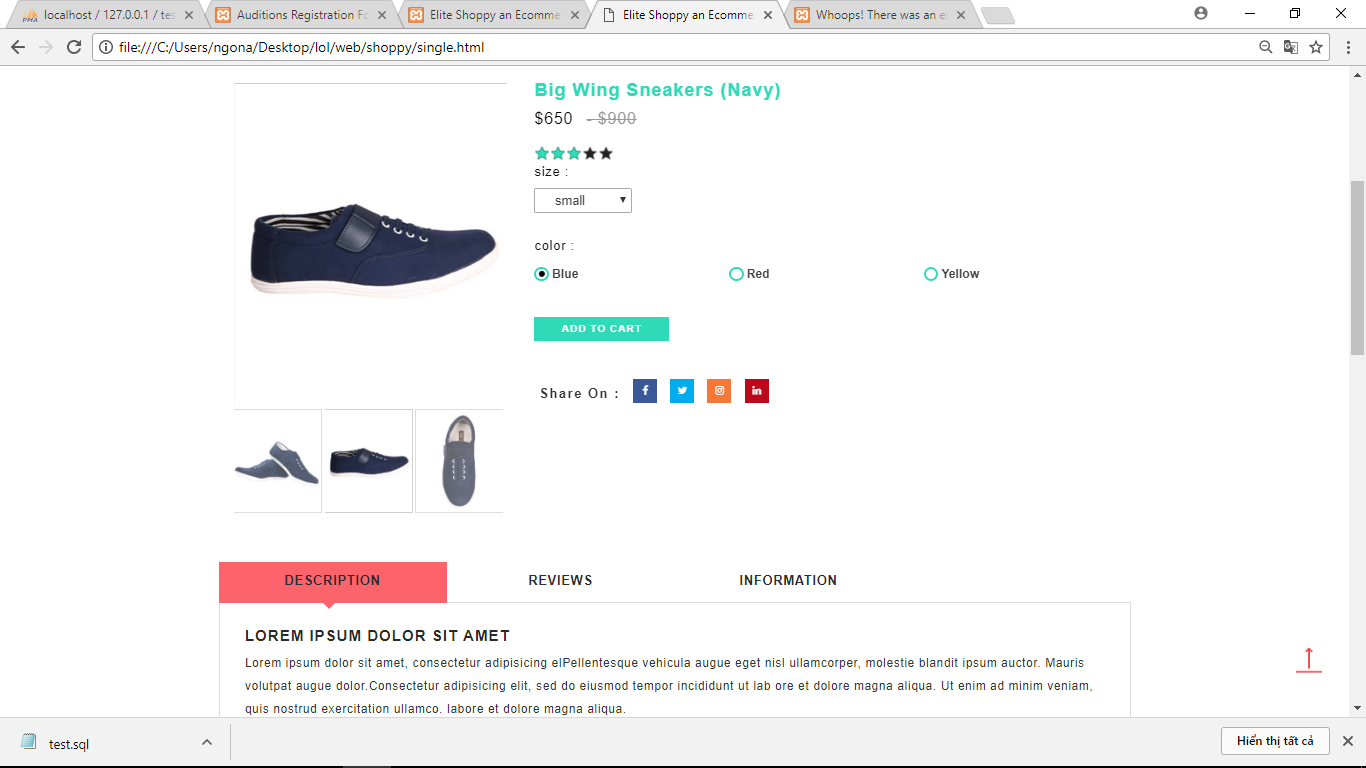 localhost / 127.0.0.1 / tes
Auditions Registration Fo
Elite Shoppy an Ecomme
Elite Shoppy an Ecomme
Whoops! There was an e
file:///C:/Users/ngona/Desktop/lol/web/shoppy/single.html
Big Wing Sneakers (Navy)
$650 - $900
size :
small
color :
Blue
Red
Yellow
ADD TO CART
Share On :
DESCRIPTION
REVIEWS
INFORMATION
LOREM IPSUM DOLOR SIT AMET
Lorem ipsum dolor sit amet, consectetur adipisicing elPellentesque vehicula augue eget nisl ullamcorper, molestie blandit ipsum auctor. Mauris
volutpat augue dolor.Consectetur adipisicing elit, sed do eiusmod tempor incididunt ut lab ore et dolore magna aliqua. Ut enim ad minim veniam,
quis nostrud exercitation ullamco. labore et dolore magna aliqua.
test.sql
Hiển thị tất cả